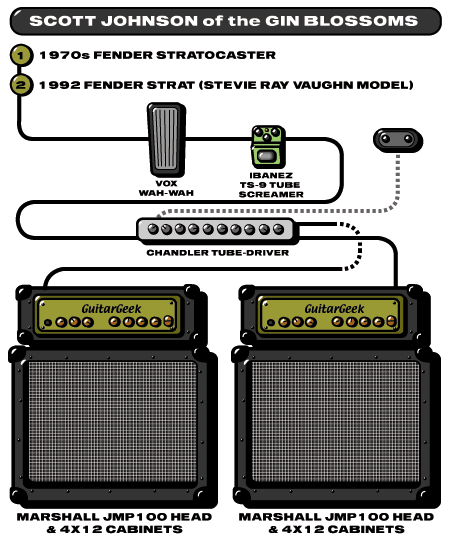 SCOTT JOHNSON of the GIN BLOSSOMS
1 1970s FENDER STRATOCASTER
2 1992 FENDER STRAT (STEVIE RAY VAUGHN MODEL)
VOX
WAH-WAH
IBANEZ
TS-9 TUBE
SCREAMER
CHANDLER TUBE-DRIVER
GuitarGeek
GuitarGeek
MARSHALL JMP100 HEAD
& 4X12 CABINETS
MARSHALL JMP100 HEAD
& 4X12 CABINETS